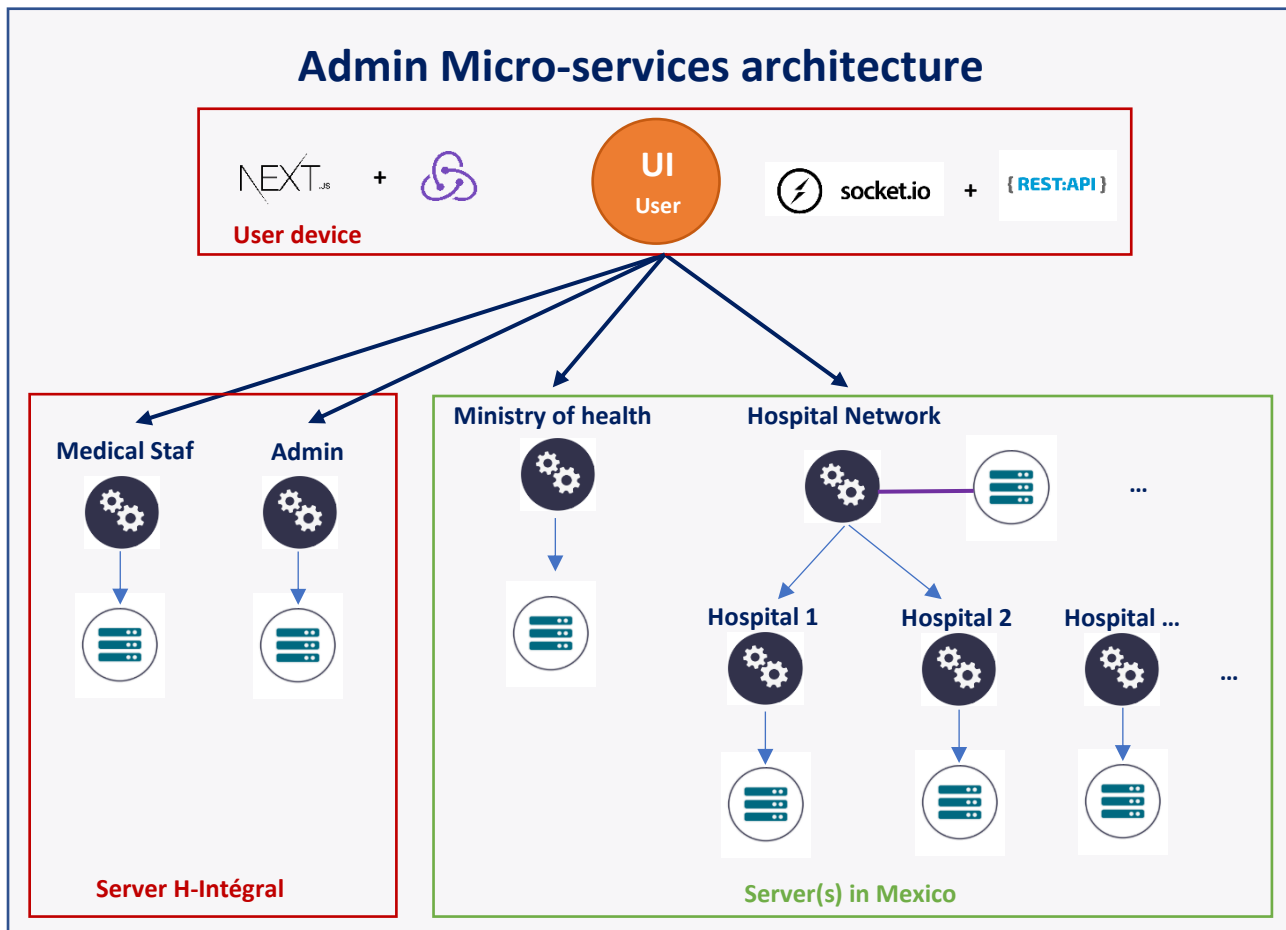 Admin Micro-services architecture
NEXT.JS
+
UI
User
socket.io
+
{REST:API}
User device
Medical Staf
Admin
Ministry of health
Hospital Network
...
Hospital 1
Hospital 2
Hospital ...
...
Server H-Intégral
Server(s) in Mexico